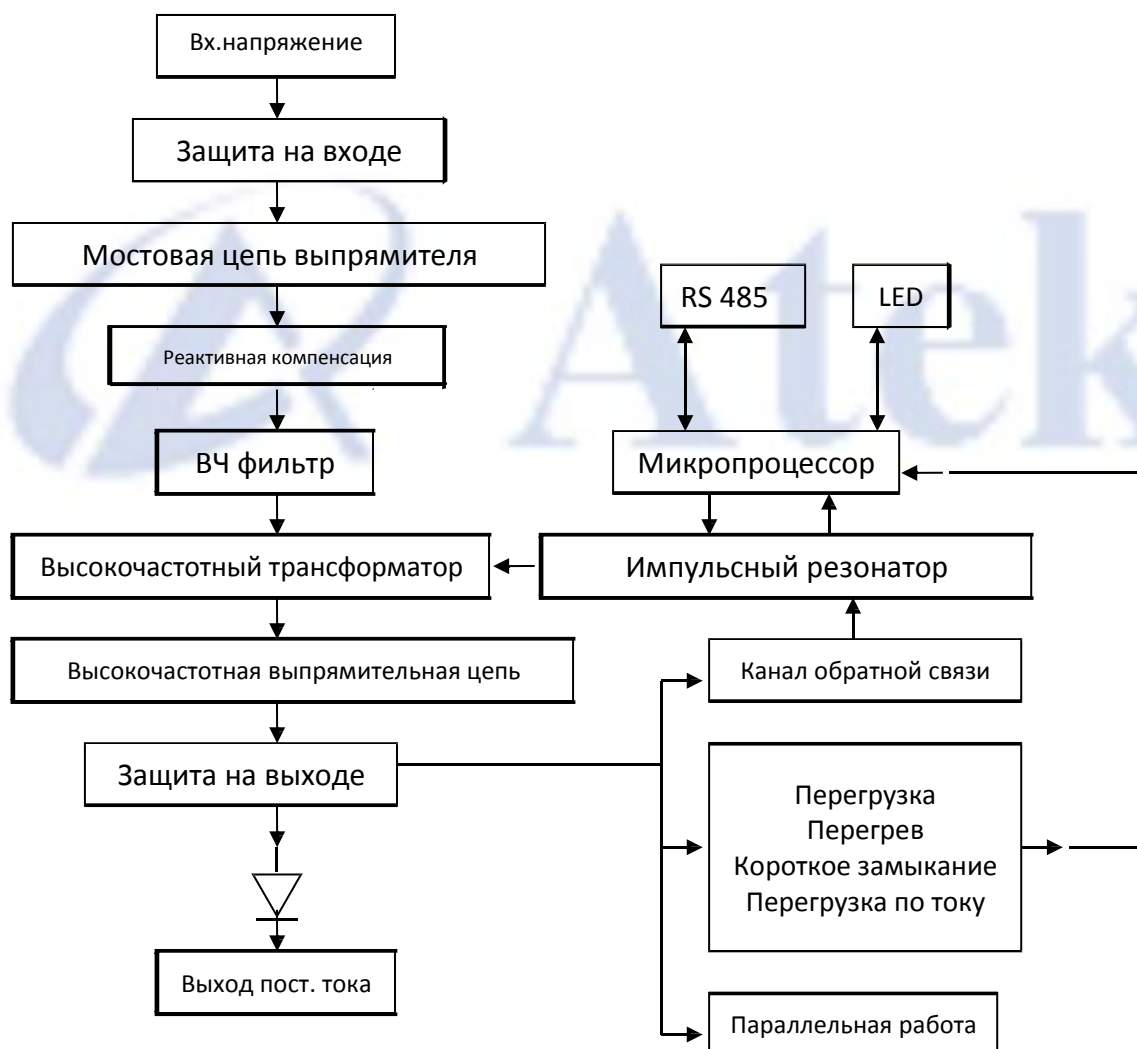 Вх.напряжение
Защита на входе
Мостовая цепь выпрямителя
RS 485
LED
Реактивная компенсация
ВЧ фильтр
Микропроцессор
Высокочастотный трансформатор
Импульсный резонатор
Высокочастотная выпрямительная цепь
Канал обратной связи
Защита на выходе
Перегрузка
Перегрев
Короткое замыкание
Перегрузка по току
Выход пост. тока
Параллельная работа
Atek